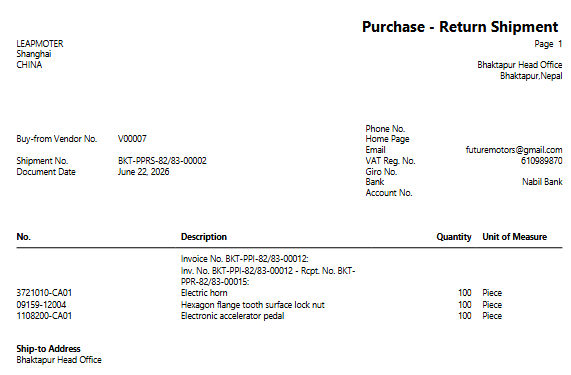 Purchase - Return Shipment
LEAPMOTER
Page 1
Shanghai
CHINA
Bhaktapur Head Office
Bhaktapur,Nepal
Phone No.
Buy-from Vendor No. V00007
Home Page
Email futuremotors@gmail.com
Shipment No. BKT-PPRS-82/83-00002
VAT Reg. No. 610989870
Document Date June 22, 2026
Giro No.
Bank Nabil Bank
Account No.
No. Description Quantity Unit of Measure
Invoice No. BKT-PPI-82/83-00012:
Inv. No. BKT-PPI-82/83-00012 - Rcpt. No. BKT-
PPR-82/83-00015:
3721010-CA01 Electric horn 100 Piece
09159-12004 Hexagon flange tooth surface lock nut 100 Piece
1108200-CA01 Electronic accelerator pedal 100 Piece
Ship-to Address
Bhaktapur Head Office